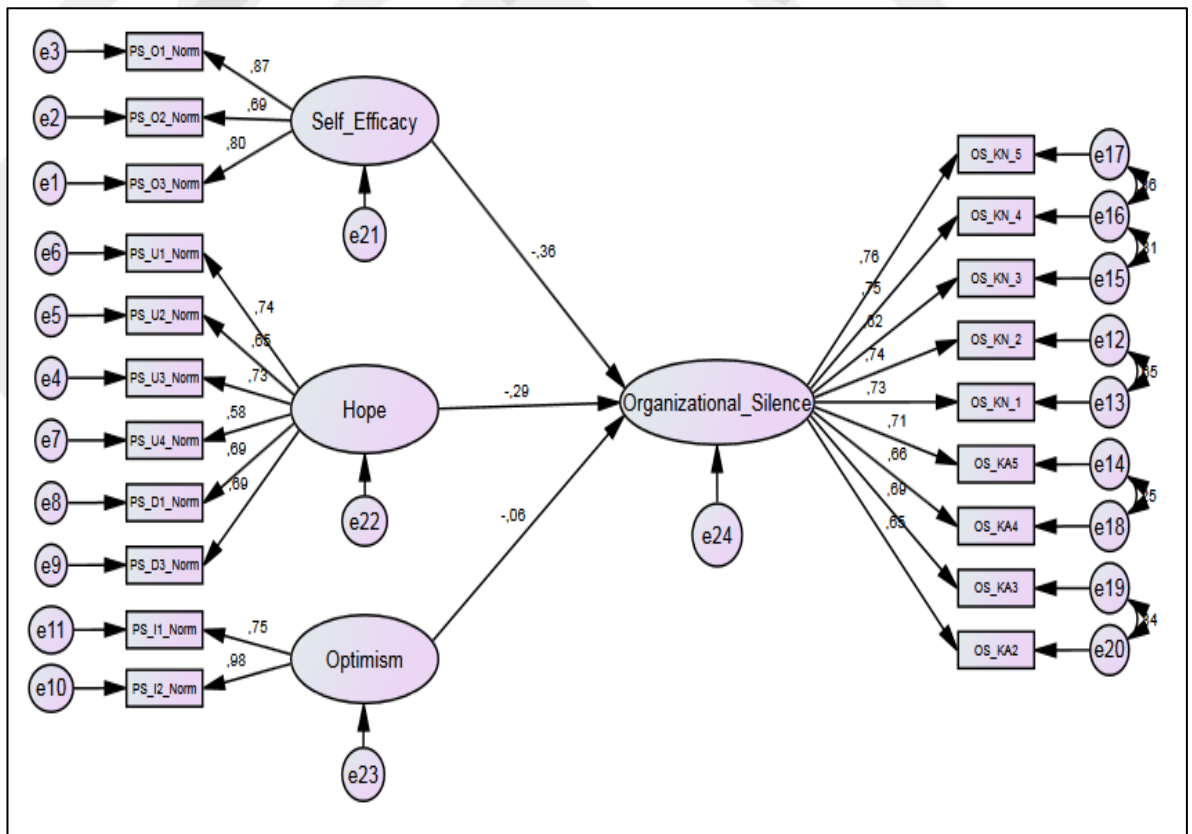 e3 PS_O1_Norm ,87
e2 PS_O2_Norm ,69
e1 PS_O3_Norm ,80
Self_Efficacy
e21
-,36
e6 PS_U1_Norm ,74
e5 PS_U2_Norm ,65
e4 PS_U3_Norm ,73
e7 PS_U4_Norm ,58
e8 PS_D1_Norm ,69
e9 PS_D3_Norm ,69
Hope
e22
-,29
e11 PS_I1_Norm ,75
e10 PS_I2_Norm ,98
Optimism
e23
-,06
Organizational_Silence
e24
,76 OS_KN_5 e17
,75 OS_KN_4 e16
OS_KN_3 e15
,74 OS_KN_2 e12
,73 OS_KN_1 e13
,71 OS_KA5 e14
,66 OS_KA4 e18
,69 OS_KA3 e19
,65 OS_KA2 e20